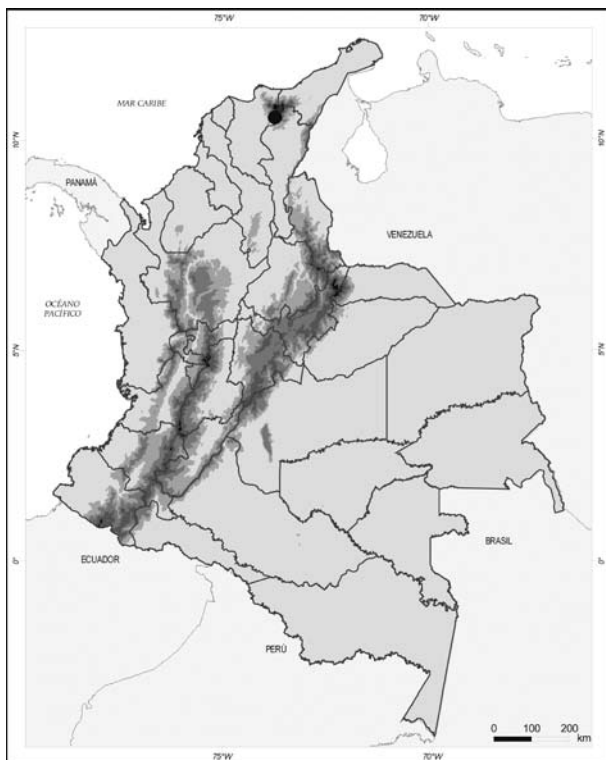 75°W
70°W
MAR CARIBE
10°N
10°N
PANAMÁ
VENEZUELA
OCÉANO
PACÍFICO
5°N
5°N
BRASIL
ECUADOR
0°
0°
PERÚ
0 100 200
km
75°W
70°W